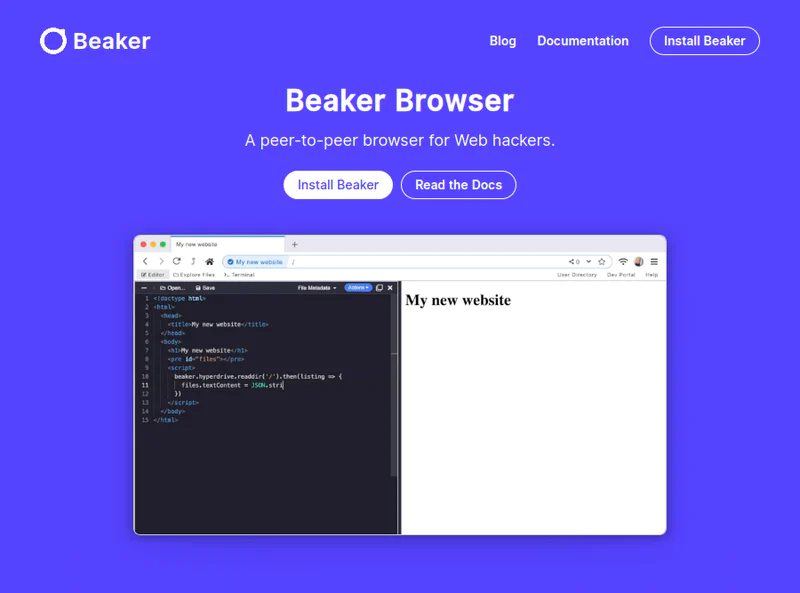 Beaker
Blog Documentation Install Beaker
Beaker Browser
A peer-to-peer browser for Web hackers.
Install Beaker Read the Docs
My new website +
My new website / 0
Editor Explore Files >_ Terminal User Directory Dev Portal Help
Open... Save File Metadata Actions
1 <!doctype html>
2 <html>
3 <head>
4 <title>My new website</title>
5 </head>
6 <body>
7 <h1>My new website</h1>
8 <pre id="files"></pre>
9 <script>
10 beaker.hyperdrive.readdir('/').then(listing => {
11 files.textContent = JSON.stri
12 })
13 </script>
14 </body>
15 </html>
My new website